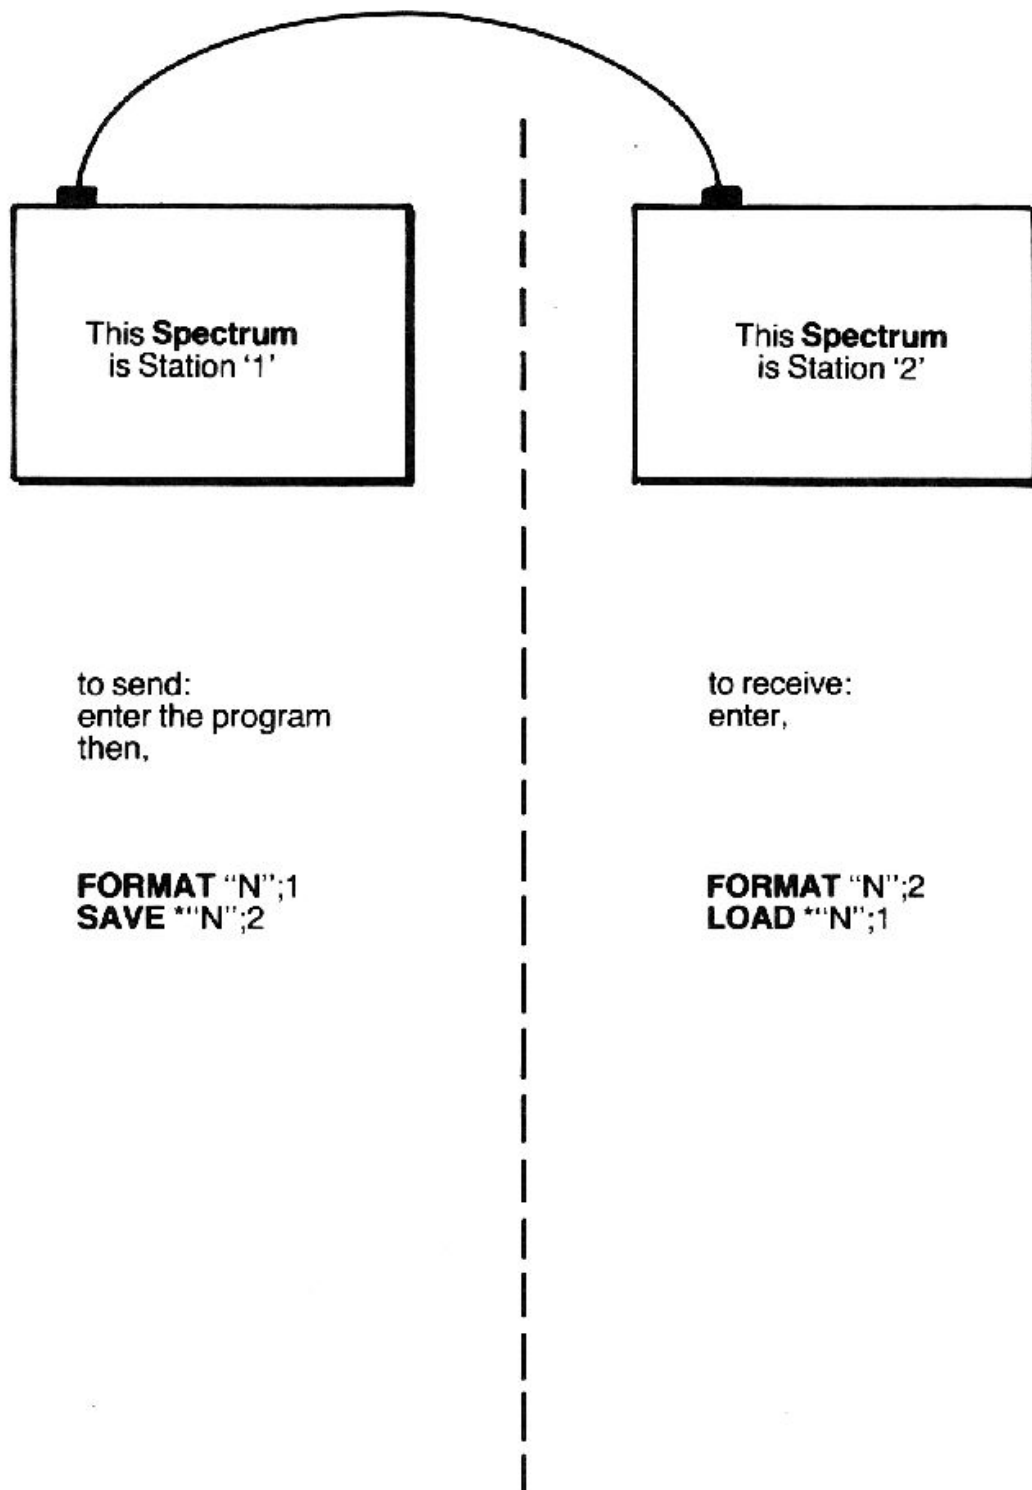 This Spectrum
is Station ‘1’
This Spectrum
is Station ‘2’
to send:
enter the program
then,
to receive:
enter,
FORMAT “N”;1
SAVE *“N”;2
FORMAT “N”;2
LOAD *“N”;1